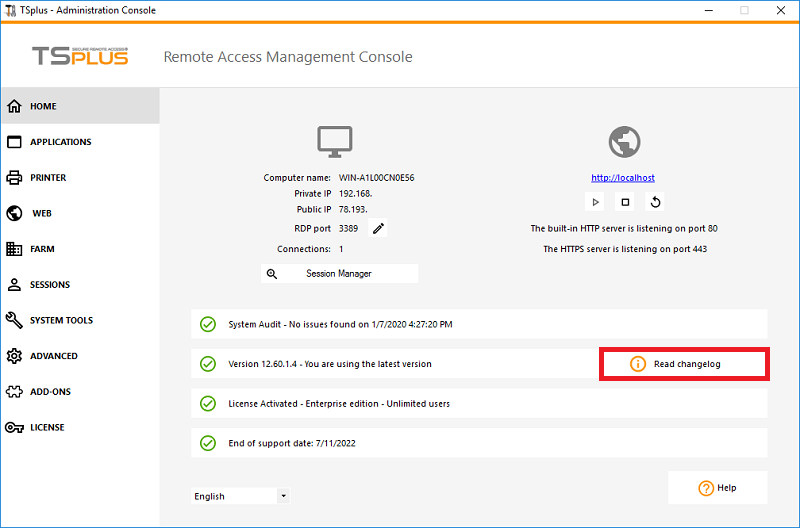 TSplus - Administration Console
SECURE REMOTE ACCESS
TSPLUS
Remote Access Management Console
HOME
APPLICATIONS
PRINTER
WEB
FARM
SESSIONS
SYSTEM TOOLS
ADVANCED
ADD-ONS
LICENSE
Computer name: WIN-A1L00CN0E56
Private IP 192.168.
Public IP 78.193.
RDP port 3389
Connections: 1
Session Manager
http://localhost
The built-in HTTP server is listening on port 80
The HTTPS server is listening on port 443
System Audit - No issues found on 1/7/2020 4:27:20 PM
Version 12.60.1.4 - You are using the latest version
Read changelog
License Activated - Enterprise edition - Unlimited users
End of support date: 7/11/2022
English
Help